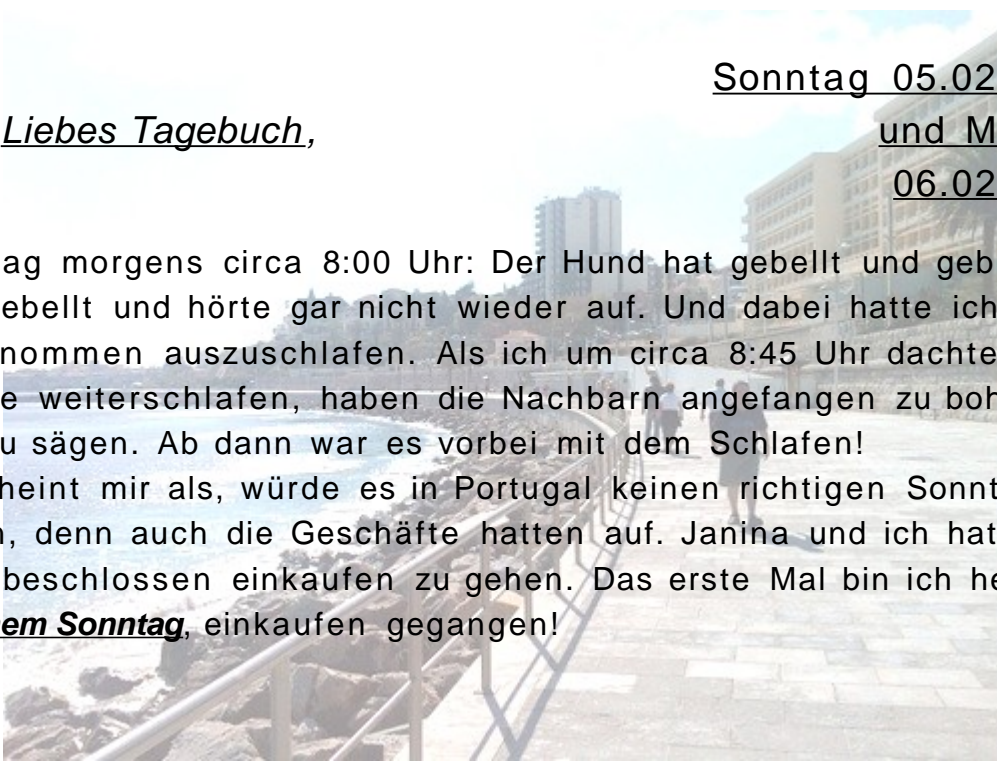 Sonntag 05.02
Liebes Tagebuch, und M
06.02
ag morgens circa 8:00 Uhr: Der Hund hat gebellt und geb
ebellt und hörte gar nicht wieder auf. Und dabei hatte ich
nommen auszuschlafen. Als ich um circa 8:45 Uhr dachte
e weiterschlafen, haben die Nachbarn angefangen zu boh
u sägen. Ab dann war es vorbei mit dem Schlafen!
heint mir als, würde es in Portugal keinen richtigen Sonnt
n, denn auch die Geschäfte hatten auf. Janina und ich hat
beschlossen einkaufen zu gehen. Das erste Mal bin ich he
em Sonntag, einkaufen gegangen!